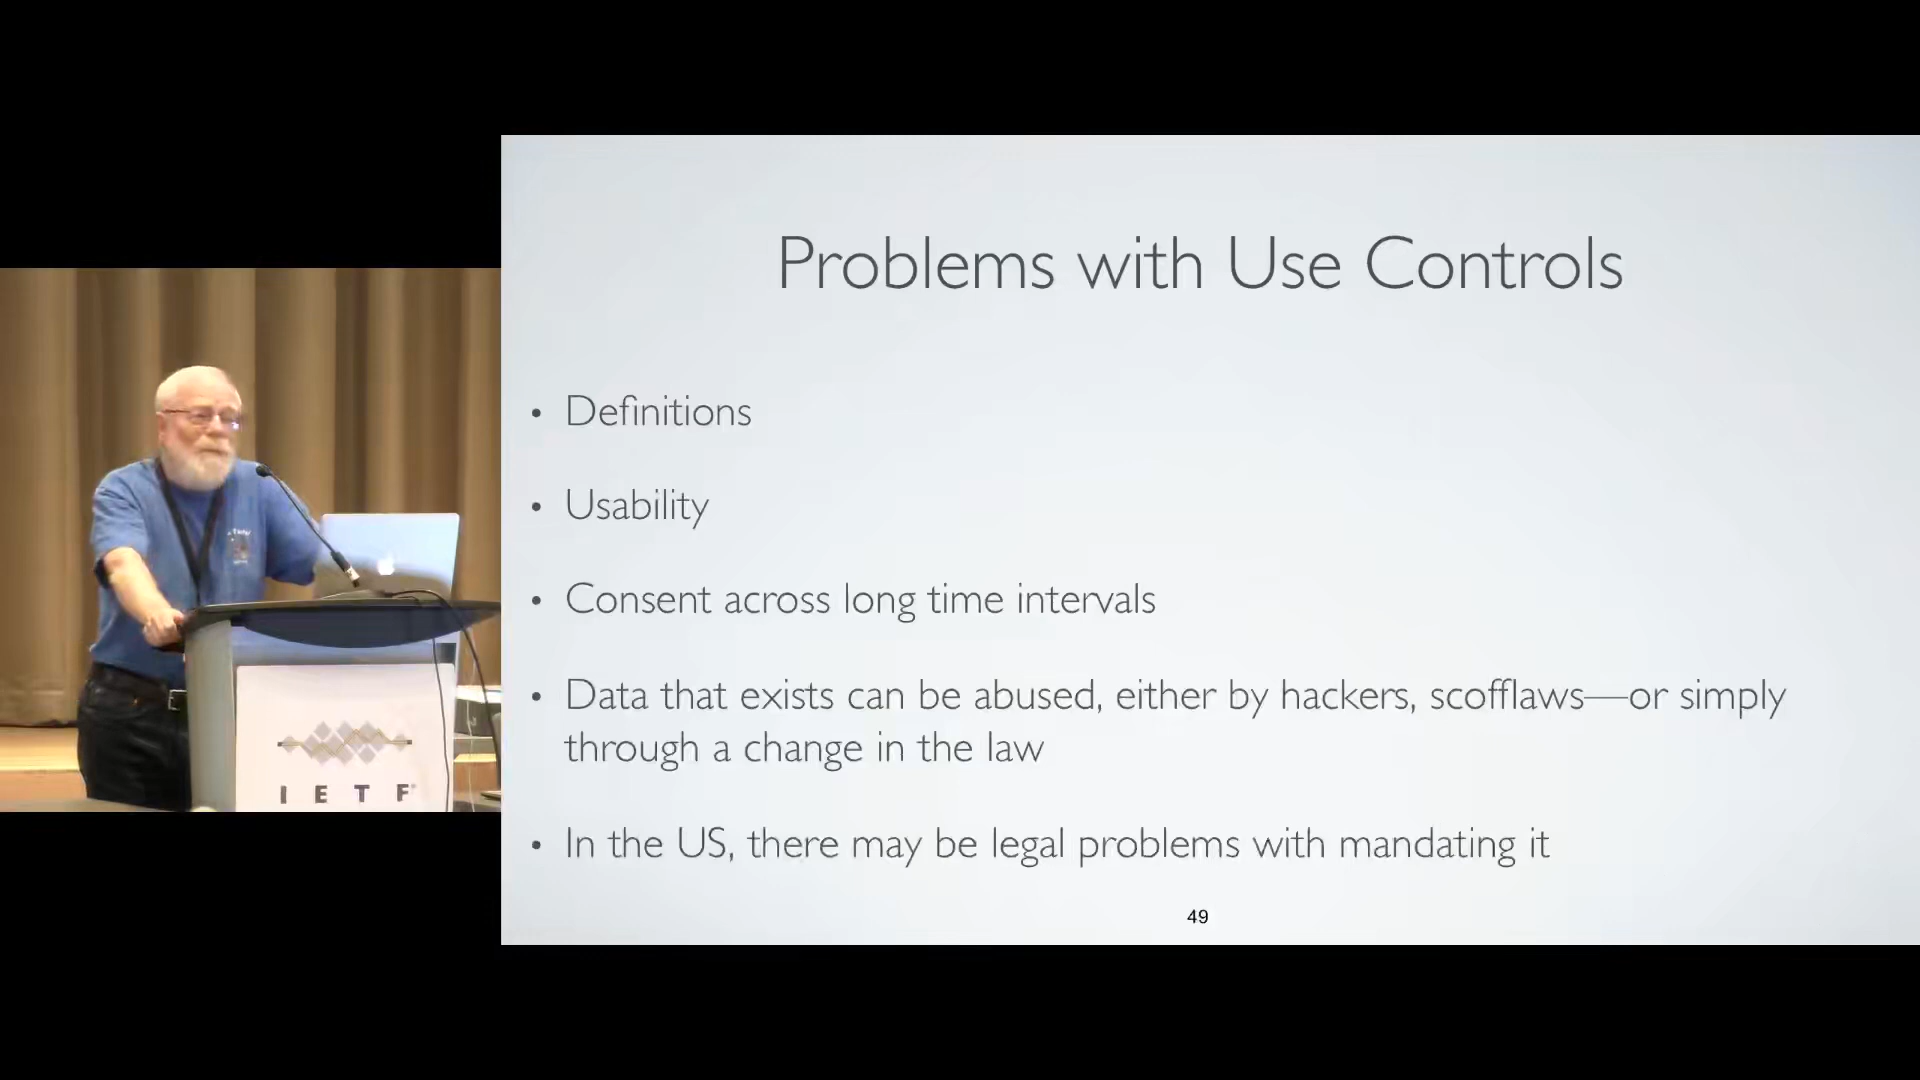 Problems with Use Controls
• Definitions
• Usability
• Consent across long time intervals
• Data that exists can be abused, either by hackers, scofflaws—or simply
through a change in the law
• In the US, there may be legal problems with mandating it
49
I E T F